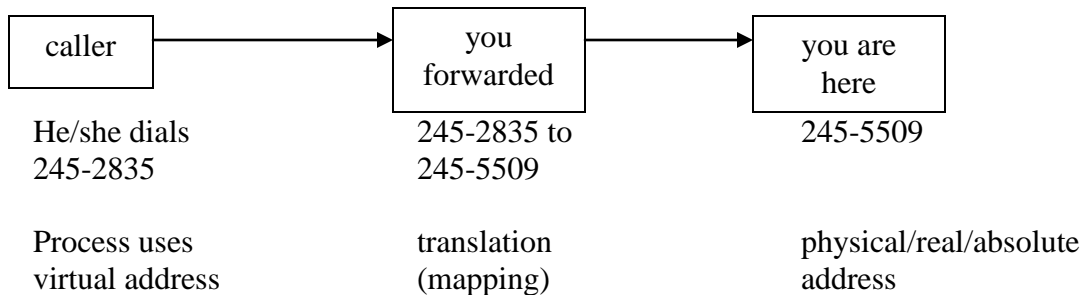 caller
you
forwarded
you are
here
He/she dials
245-2835
245-2835 to
245-5509
245-5509
Process uses
virtual address
translation
(mapping)
physical/real/absolute
address